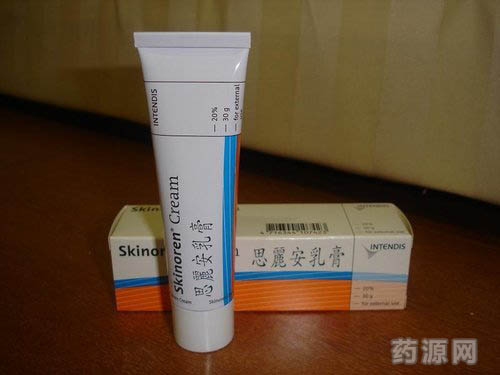 INTENDIS
20%
30 g
for external use
Skinoren® Cream
思麗安乳膏
Skinoren
思麗安乳膏
INTENDIS
20%
30 g
for external use
药源网